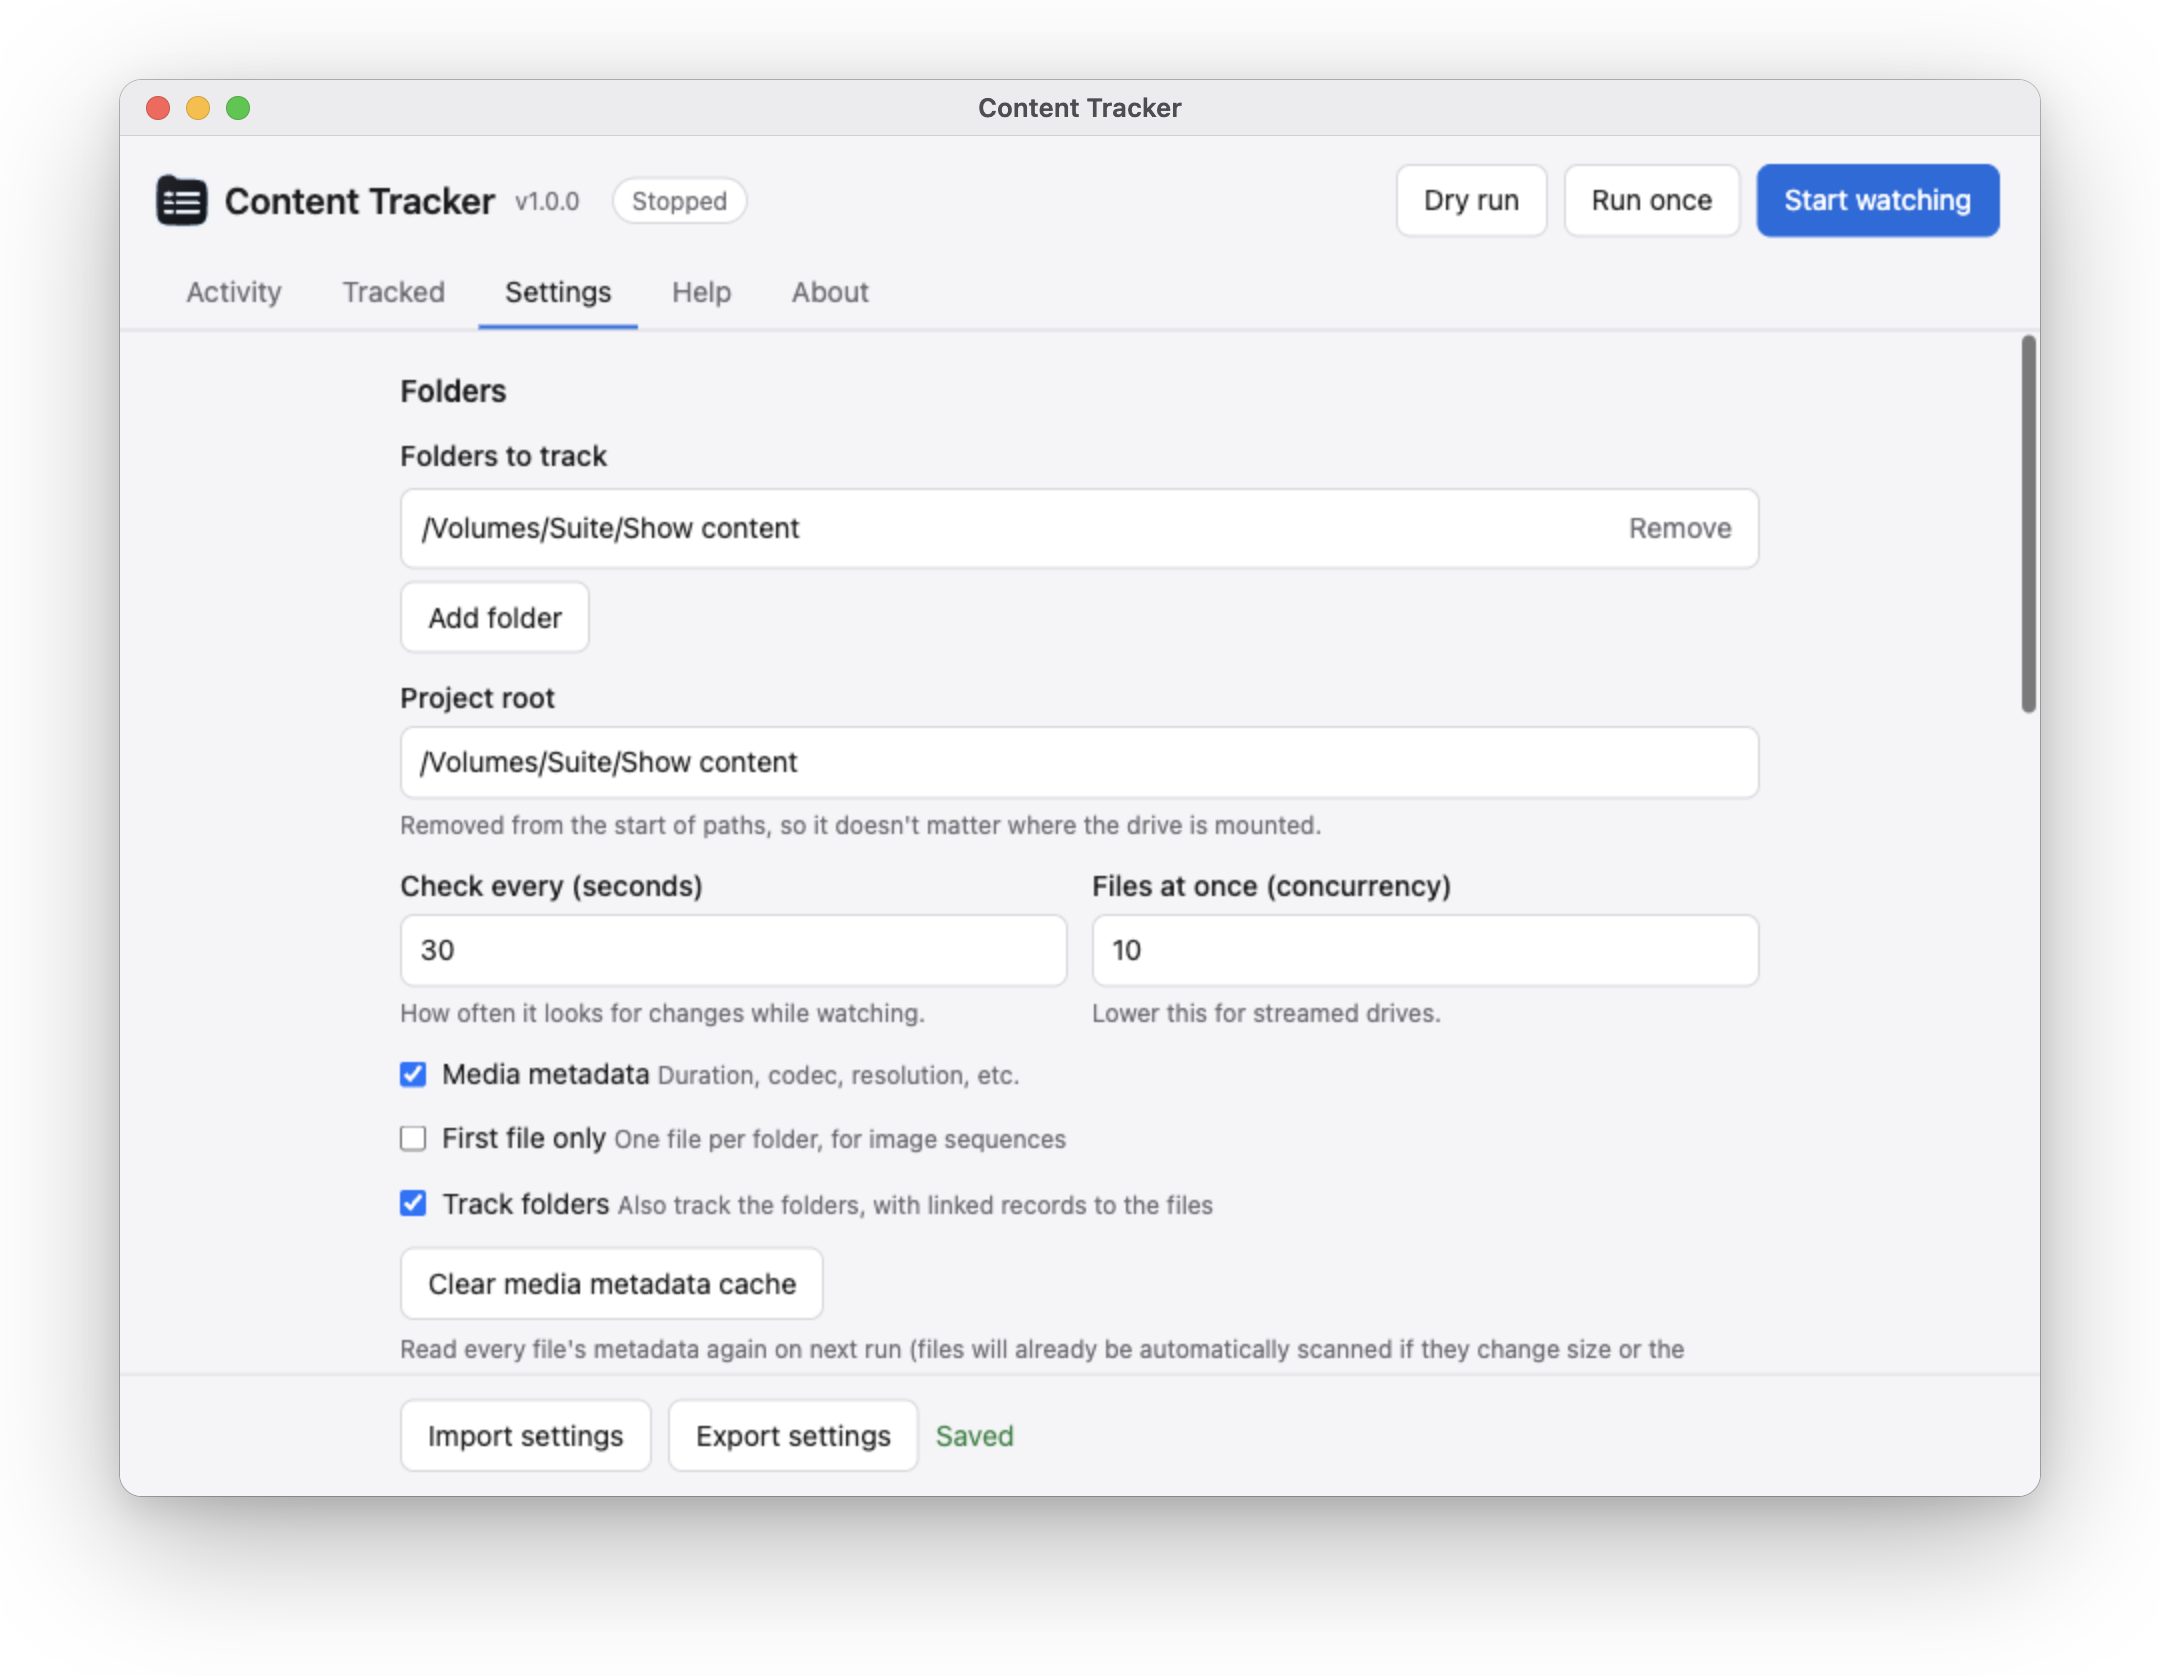 Content Tracker
Content Tracker v1.0.0 Stopped Dry run Run once Start watching
Activity Tracked Settings Help About
Folders
Folders to track
/Volumes/Suite/Show content Remove
Add folder
Project root
/Volumes/Suite/Show content
Removed from the start of paths, so it doesn't matter where the drive is mounted.
Check every (seconds) Files at once (concurrency)
30 10
How often it looks for changes while watching. Lower this for streamed drives.
Media metadata Duration, codec, resolution, etc.
First file only One file per folder, for image sequences
Track folders Also track the folders, with linked records to the files
Clear media metadata cache
Read every file's metadata again on next run (files will already be automatically scanned if they change size or the
Import settings Export settings Saved